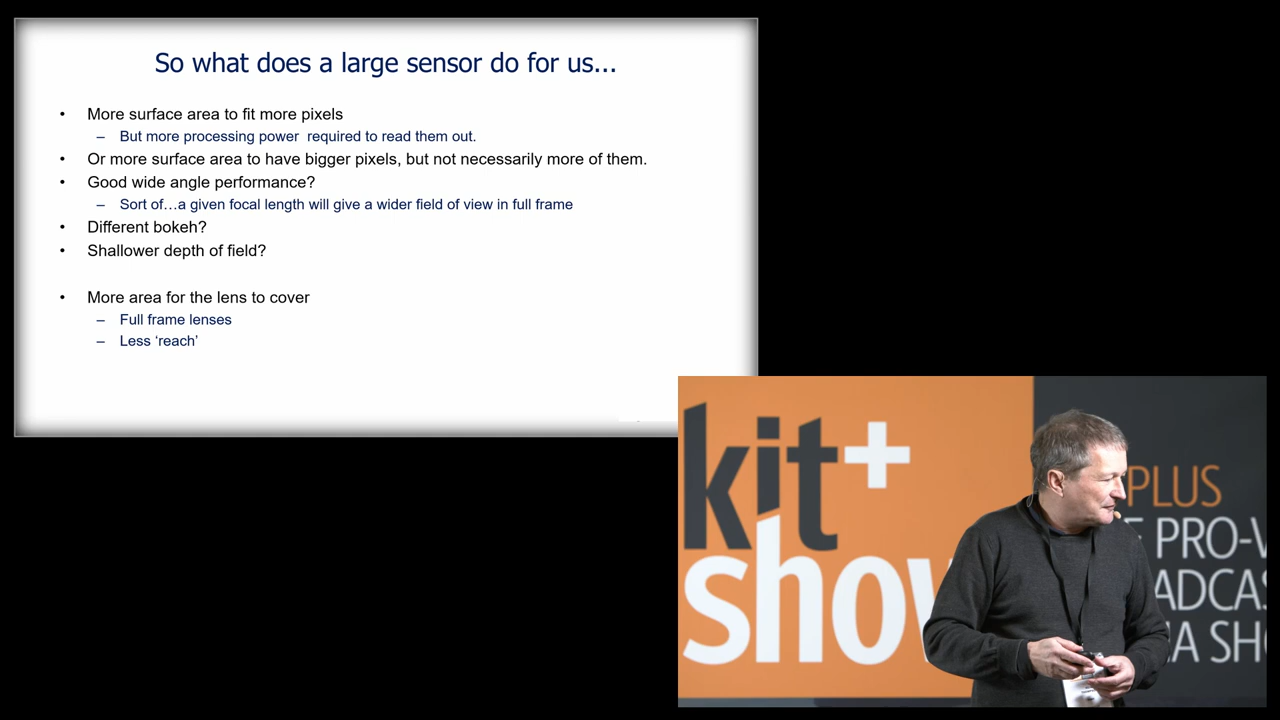 So what does a large sensor do for us...
• More surface area to fit more pixels
– But more processing power required to read them out.
• Or more surface area to have bigger pixels, but not necessarily more of them.
• Good wide angle performance?
– Sort of…a given focal length will give a wider field of view in full frame
• Different bokeh?
• Shallower depth of field?
• More area for the lens to cover
– Full frame lenses
– Less ‘reach’
kit+
show
PLUS
E PRO-V
ADCAS
IA SH